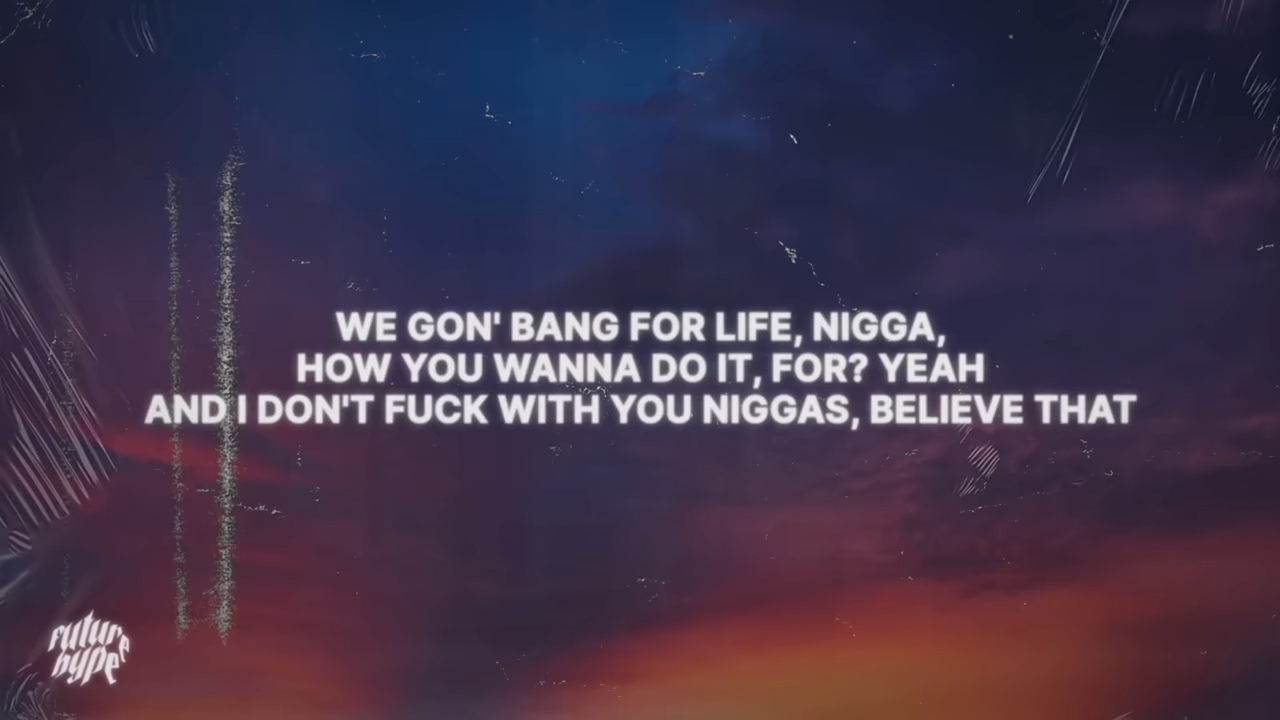 WE GON' BANG FOR LIFE, NIGGA,
HOW YOU WANNA DO IT, FOR? YEAH
AND I DON'T FUCK WITH YOU NIGGAS, BELIEVE THAT
future
hype